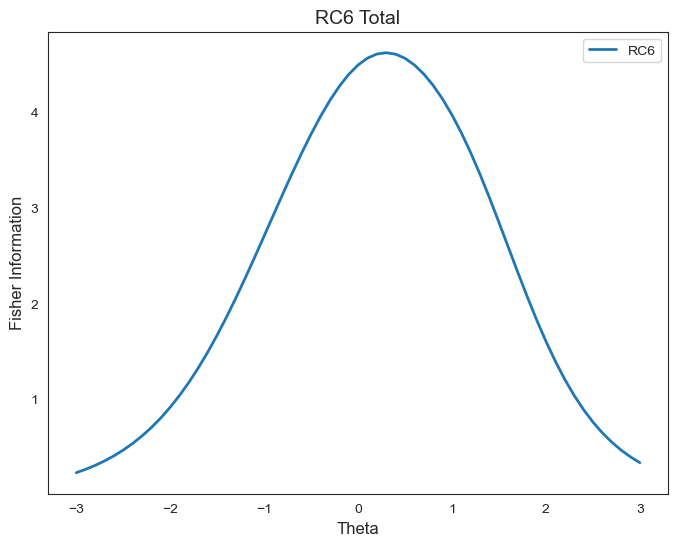 RC6 Total
RC6
Fisher Information
4
3
2
1
−3 −2 −1 0 1 2 3
Theta